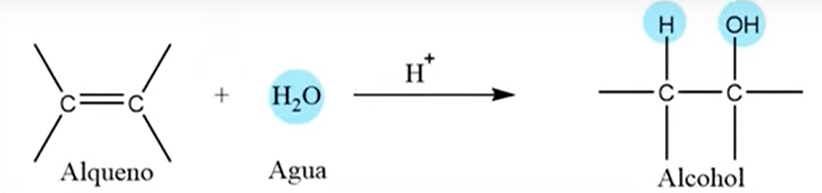 H OH
H⁺
C C + H₂O C C
Alqueno Agua Alcohol